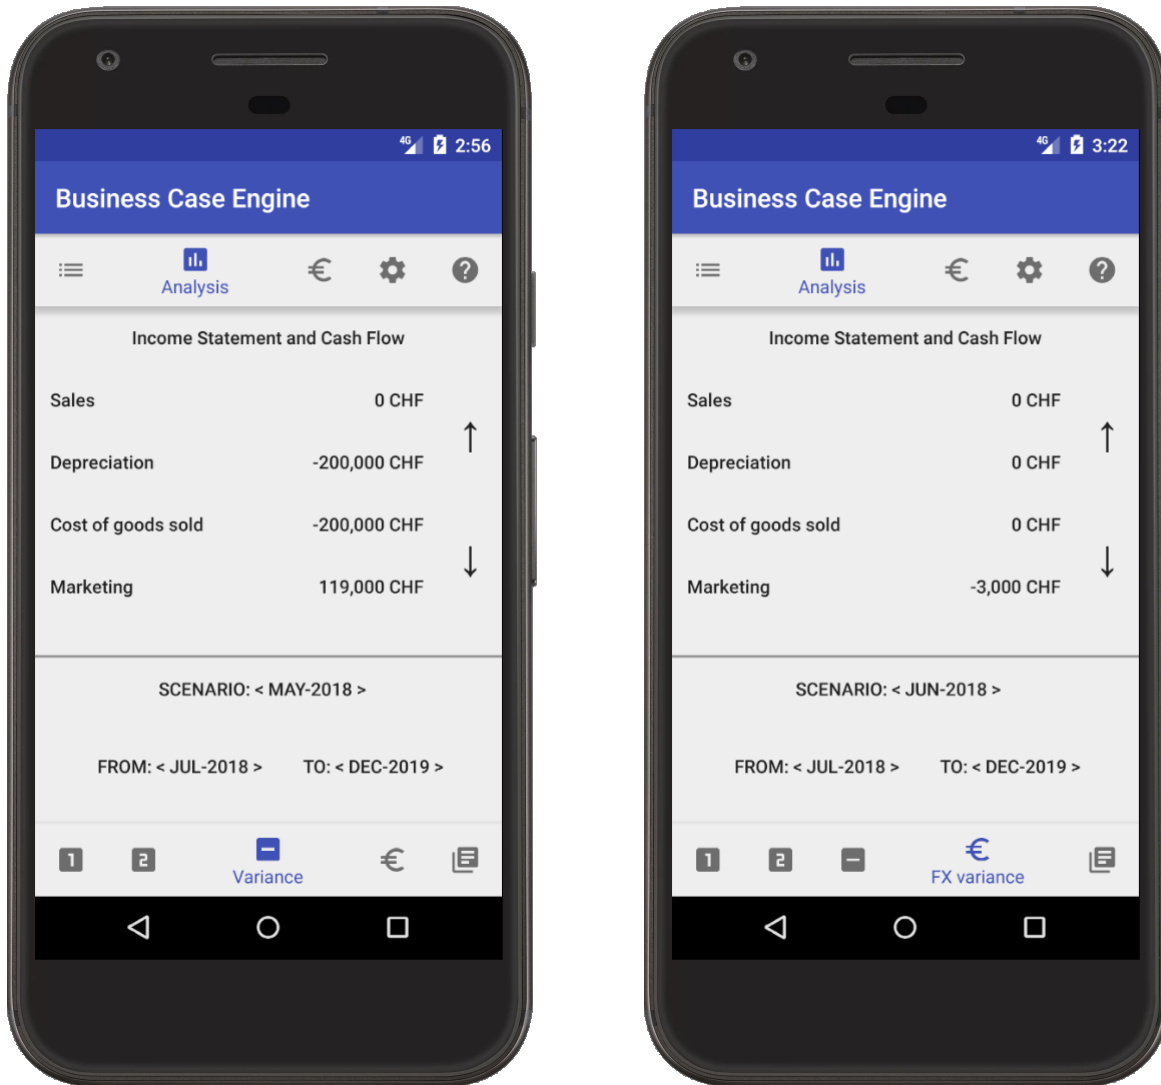 4G 2:56
Business Case Engine
€ ?
Analysis
Income Statement and Cash Flow
Sales 0 CHF
↑
Depreciation -200,000 CHF
Cost of goods sold -200,000 CHF
↓
Marketing 119,000 CHF
SCENARIO: < MAY-2018 >
FROM: < JUL-2018 > TO: < DEC-2019 >
1 2 €
Variance
4G 3:22
Business Case Engine
€ ?
Analysis
Income Statement and Cash Flow
Sales 0 CHF
↑
Depreciation 0 CHF
Cost of goods sold 0 CHF
↓
Marketing -3,000 CHF
SCENARIO: < JUN-2018 >
FROM: < JUL-2018 > TO: < DEC-2019 >
1 2 €
FX variance